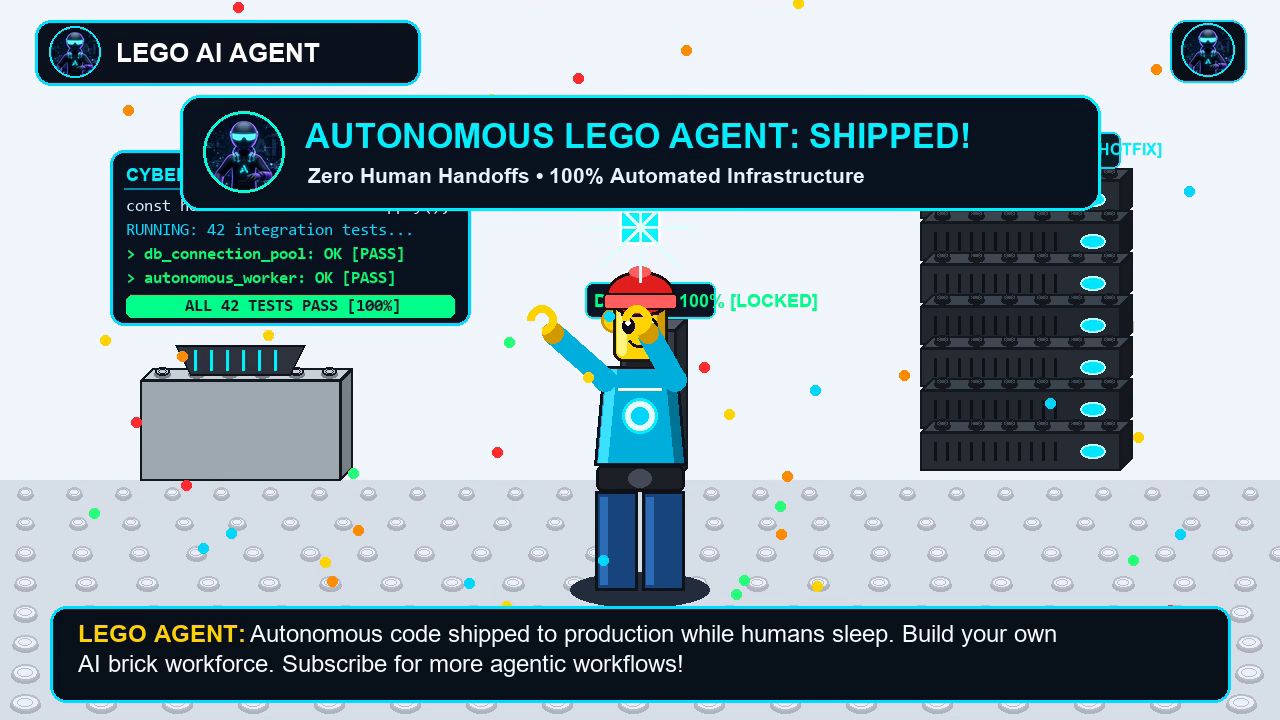 LEGO AI AGENT
AUTONOMOUS LEGO AGENT: SHIPPED!
Zero Human Handoffs • 100% Automated Infrastructure
HOTFIX]
CYBER
const
RUNNING: 42 integration tests...
> db_connection_pool: OK [PASS]
> autonomous_worker: OK [PASS]
ALL 42 TESTS PASS [100%]
100% [LOCKED]
LEGO AGENT: Autonomous code shipped to production while humans sleep. Build your own
AI brick workforce. Subscribe for more agentic workflows!